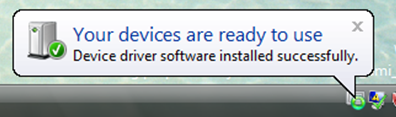 Your devices are ready to use
Device driver software installed successfully.